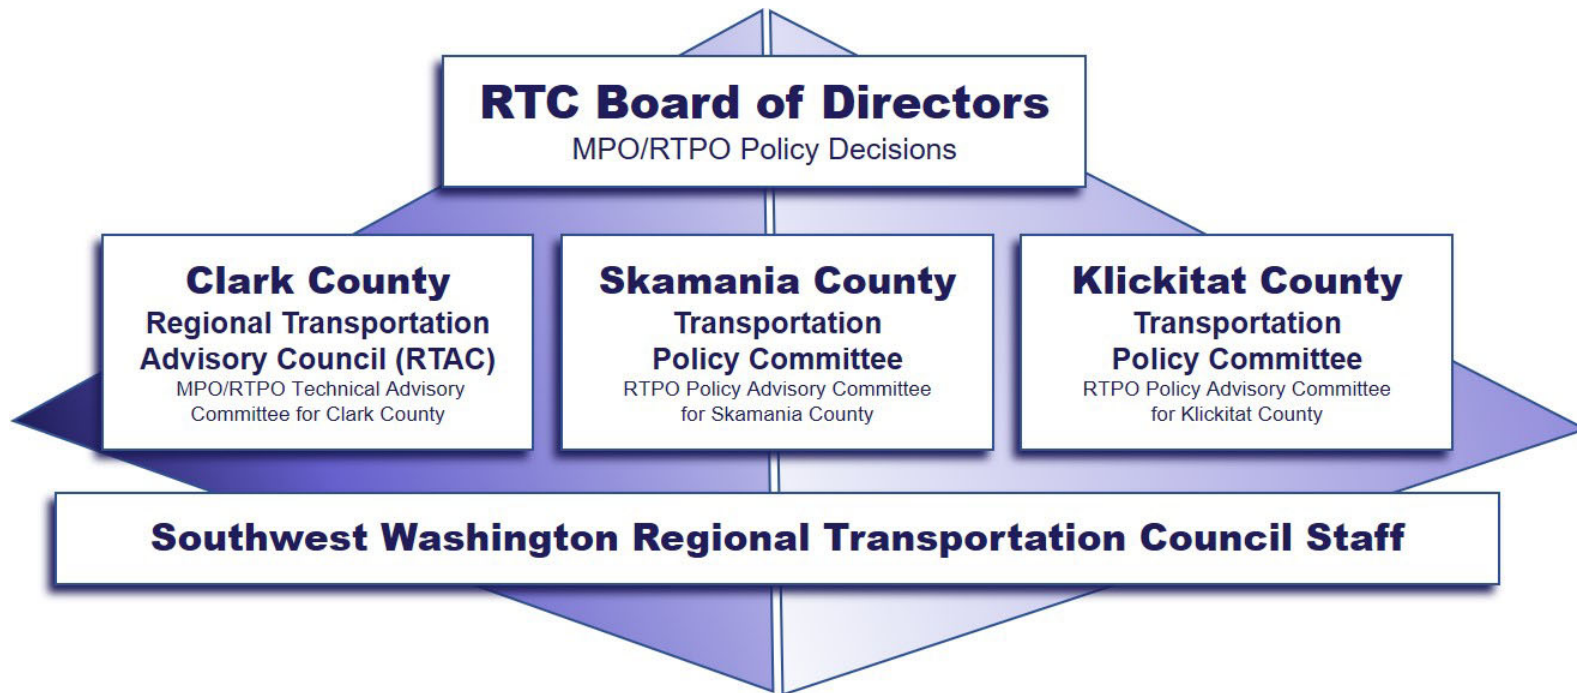 RTC Board of Directors
MPO/RTPO Policy Decisions
Clark County
Regional Transportation
Advisory Council (RTAC)
MPO/RTPO Technical Advisory
Committee for Clark County
Skamania County
Transportation
Policy Committee
RTPO Policy Advisory Committee
for Skamania County
Klickitat County
Transportation
Policy Committee
RTPO Policy Advisory Committee
for Klickitat County
Southwest Washington Regional Transportation Council Staff